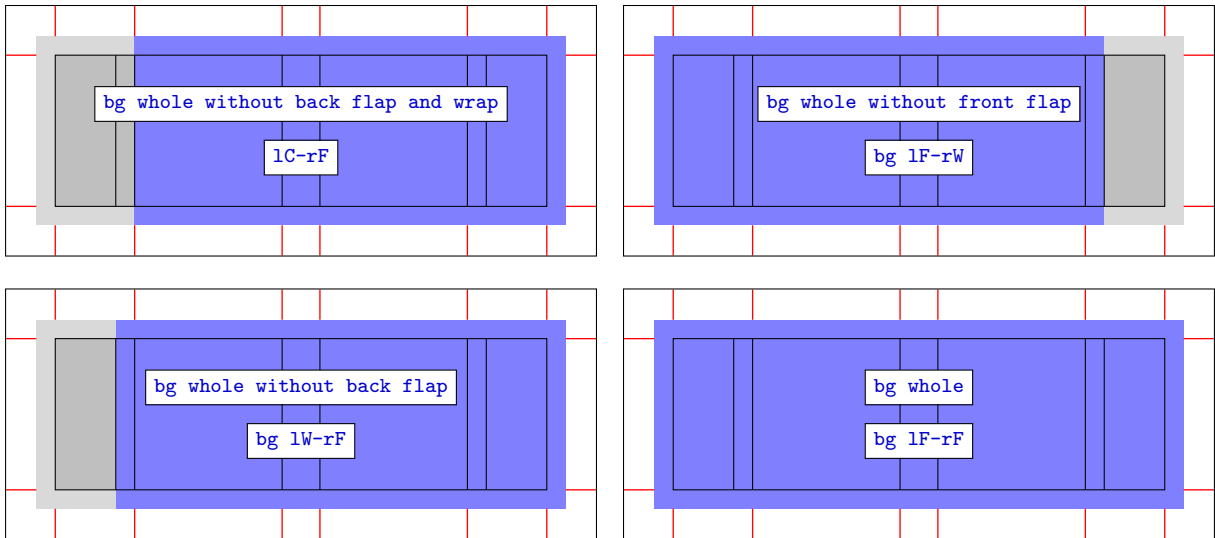 bg whole without back flap and wrap
lC-rF
bg whole without front flap
bg lF-rW
bg whole without back flap
bg lW-rF
bg whole
bg lF-rF